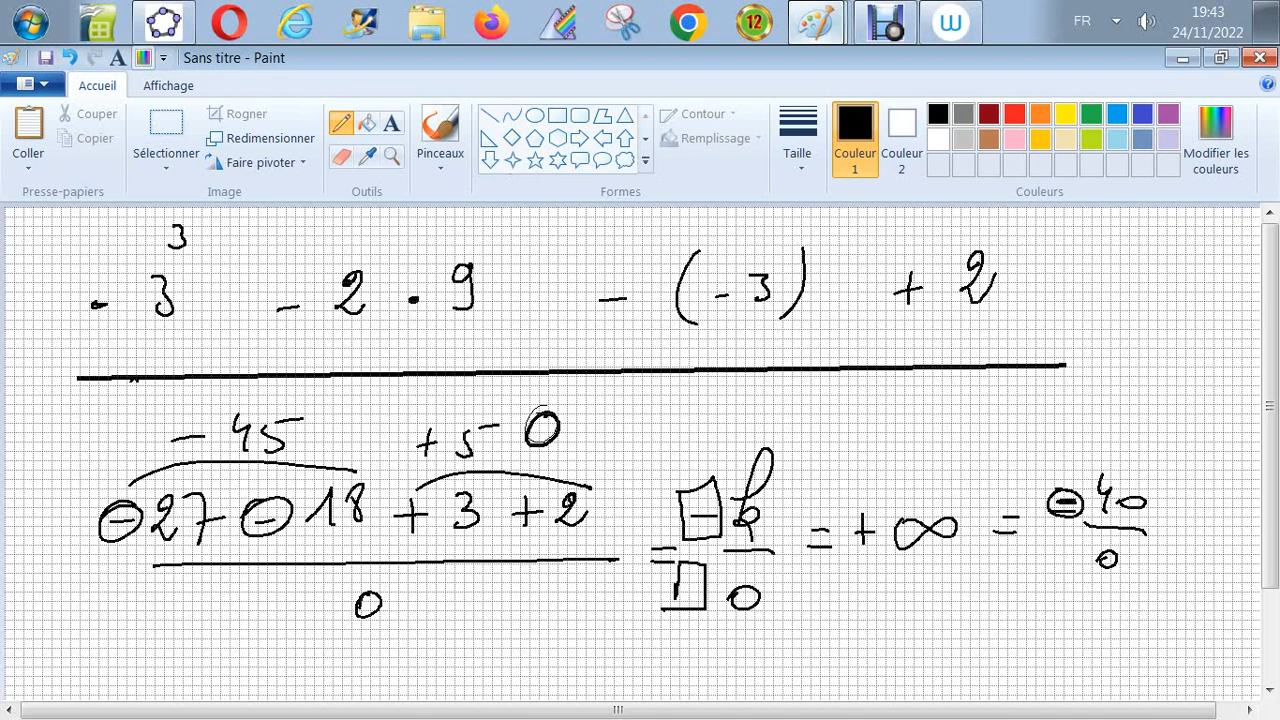 12
FR
19:43
24/11/2022
Sans titre - Paint
Accueil
Affichage
Coller
Couper
Copier
Presse-papiers
Sélectionner
Rogner
Redimensionner
Faire pivoter
Image
A
Outils
Pinceaux
Contour
Remplissage
Formes
Taille
Couleur 1
Couleur 2
Modifier les couleurs
Couleurs
3
- 3 - 2 · 9 - (-3) + 2
- 45 +5 0
-27 - 18 + 3 + 2 = - = +∞ = -40
0 0 0